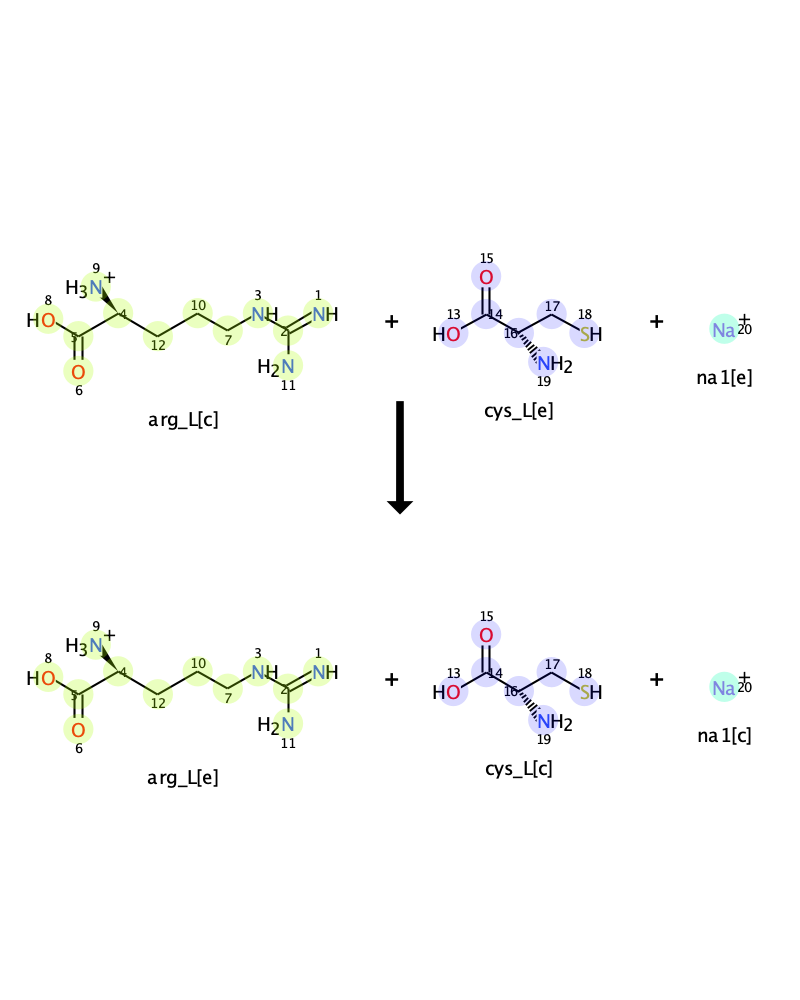 9 15
H3N+ O
8 4 10 3 1 13 14 17 18
HO NH NH + HO 16 SH + Na+ 20
5 12 7 2 NH2
O H2N 19
6 11
na1[e]
arg_L[c] cys_L[e]
9 15
H3N+ O
8 4 10 3 1 13 14 17 18
HO NH NH + HO 16 SH + Na+ 20
5 12 7 2 NH2
O H2N 19
6 11
na1[c]
arg_L[e] cys_L[c]